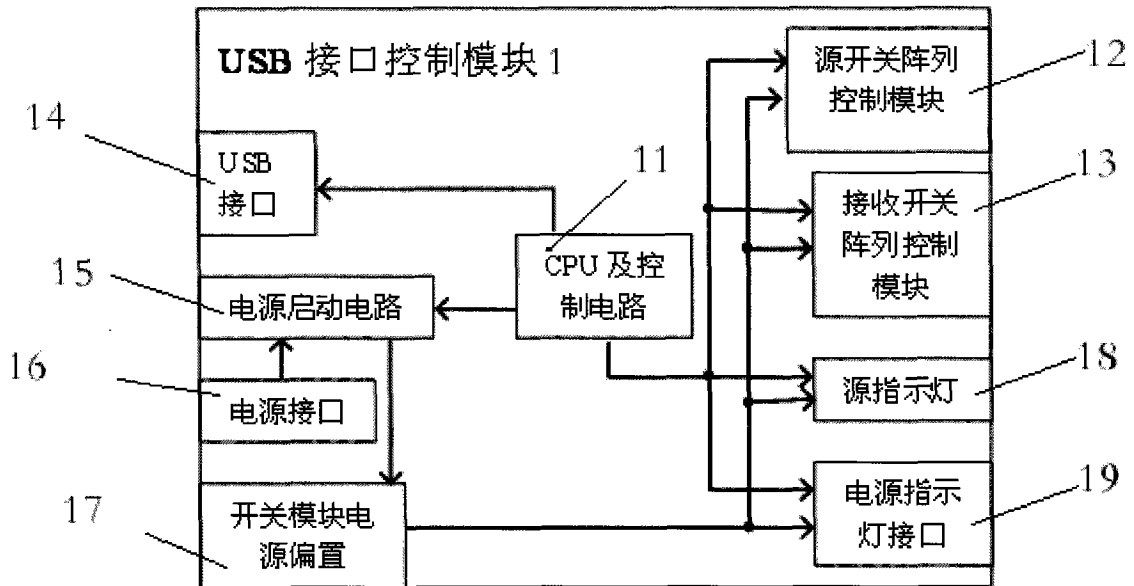 USB 接口控制模块 1
源开关阵列
控制模块
12
14
USB
接口
11
13
接收开关
阵列控制
模块
CPU 及控
制电路
15
电源启动电路
16
电源接口
源指示灯
18
17
开关模块电
源偏置
电源指示
灯接口
19